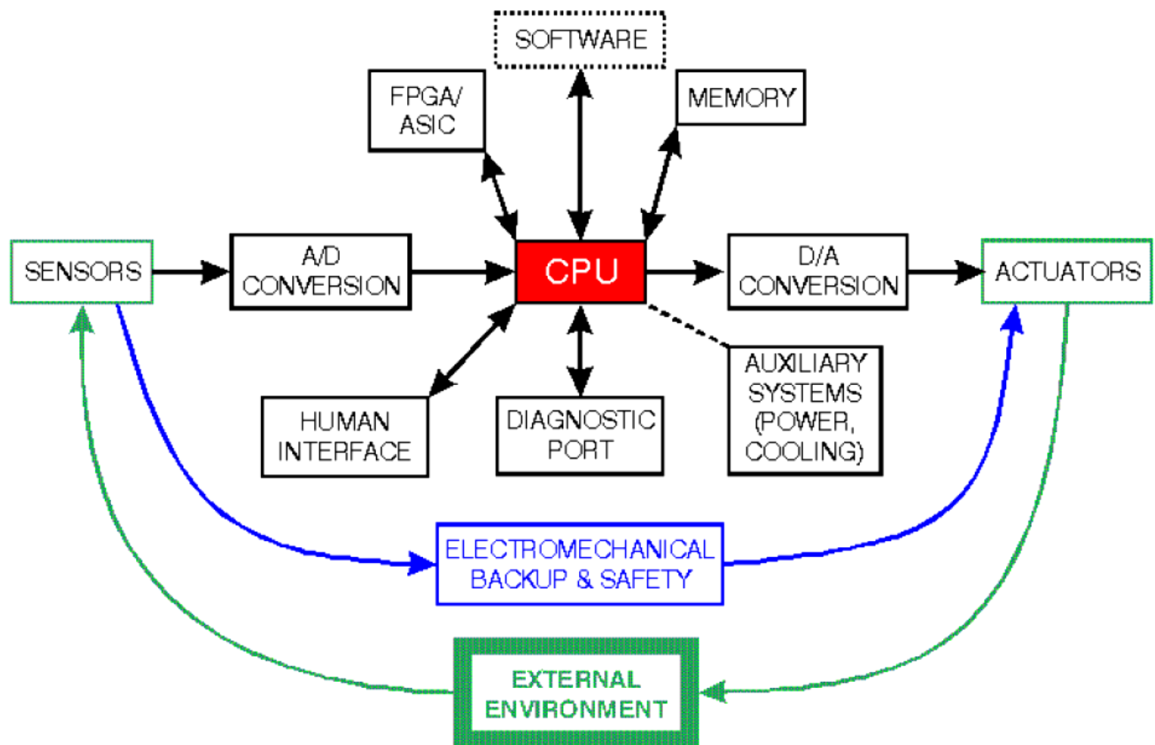 SOFTWARE
FPGA/
ASIC
MEMORY
SENSORS
A/D
CONVERSION
CPU
D/A
CONVERSION
ACTUATORS
HUMAN
INTERFACE
DIAGNOSTIC
PORT
AUXILIARY
SYSTEMS
(POWER,
COOLING)
ELECTROMECHANICAL
BACKUP & SAFETY
EXTERNAL
ENVIRONMENT